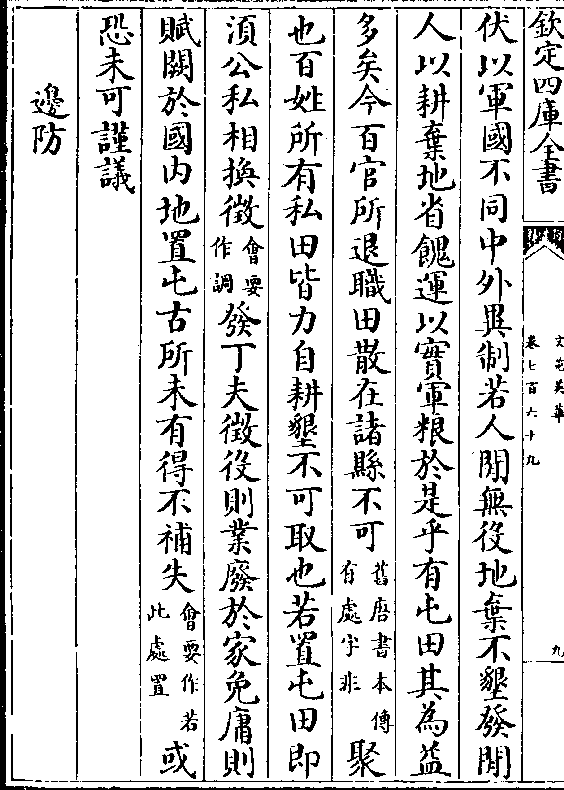 欽定四庫全書
文苑英華
卷七百六十九
九
伏以軍國不同中外異制若人閒無役地棄不墾發閒
人以耕棄地省餽運以實軍粮於是乎有屯田其為益
多矣今百官所退職田散在諸縣不可舊唐書本傳有處字非聚
也百姓所有私田皆力自耕墾不可取也若置屯田即
湏公私相換徵會要作調發丁夫徵役則業廢於家免庸則
賦闕於國内地置屯古所未有得不補失會要作若此處置或
恐未可謹議
邊防